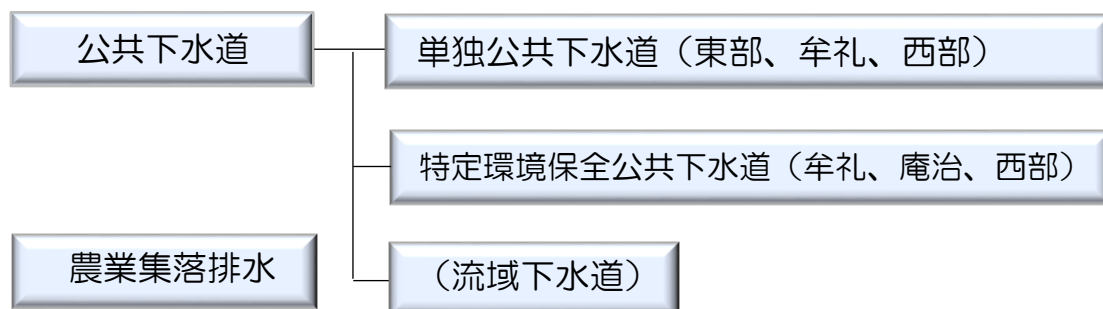 公共下水道
単独公共下水道（東部、牟礼、西部）
特定環境保全公共下水道（牟礼、庵治、西部）
農業集落排水
（流域下水道）